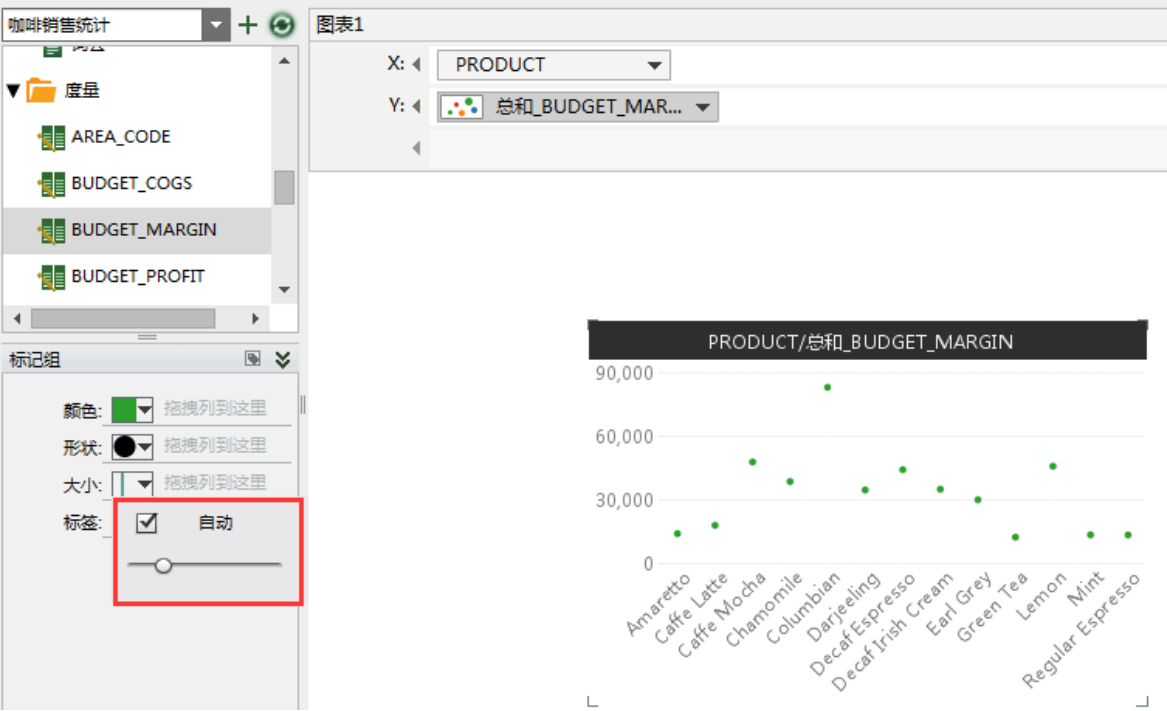 咖啡销售统计
度量
AREA_CODE
BUDGET_COGS
BUDGET_MARGIN
BUDGET_PROFIT
标记组
颜色: 拖拽列到这里
形状: 拖拽列到这里
大小: 拖拽列到这里
标签: 自动
图表1
X: PRODUCT
Y: 总和_BUDGET_MAR...
PRODUCT/总和_BUDGET_MARGIN
90,000
60,000
30,000
0
Amaretto
Caffe Latte
Caffe Mocha
Chamomile
Columbian
Darjeeling
Decaf Espresso
Decaf Irish Cream
Earl Grey
Green Tea
Lemon
Mint
Regular Espresso